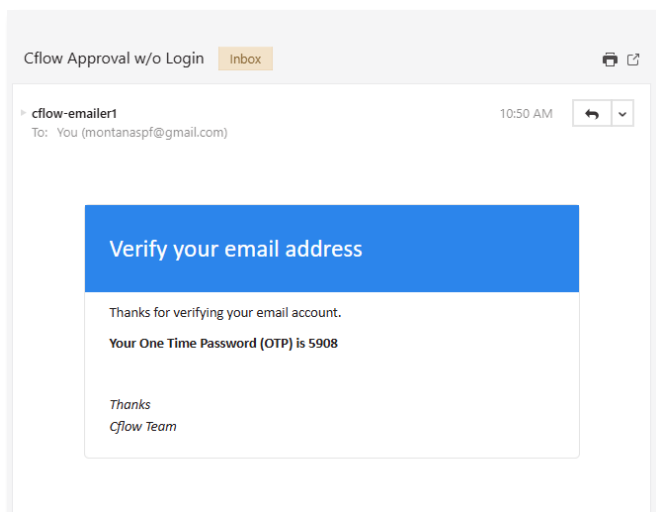 Cflow Approval w/o Login Inbox
cflow-emailer1 10:50 AM
To: You (montanaspf@gmail.com)
Verify your email address
Thanks for verifying your email account.
Your One Time Password (OTP) is 5908
Thanks
Cflow Team